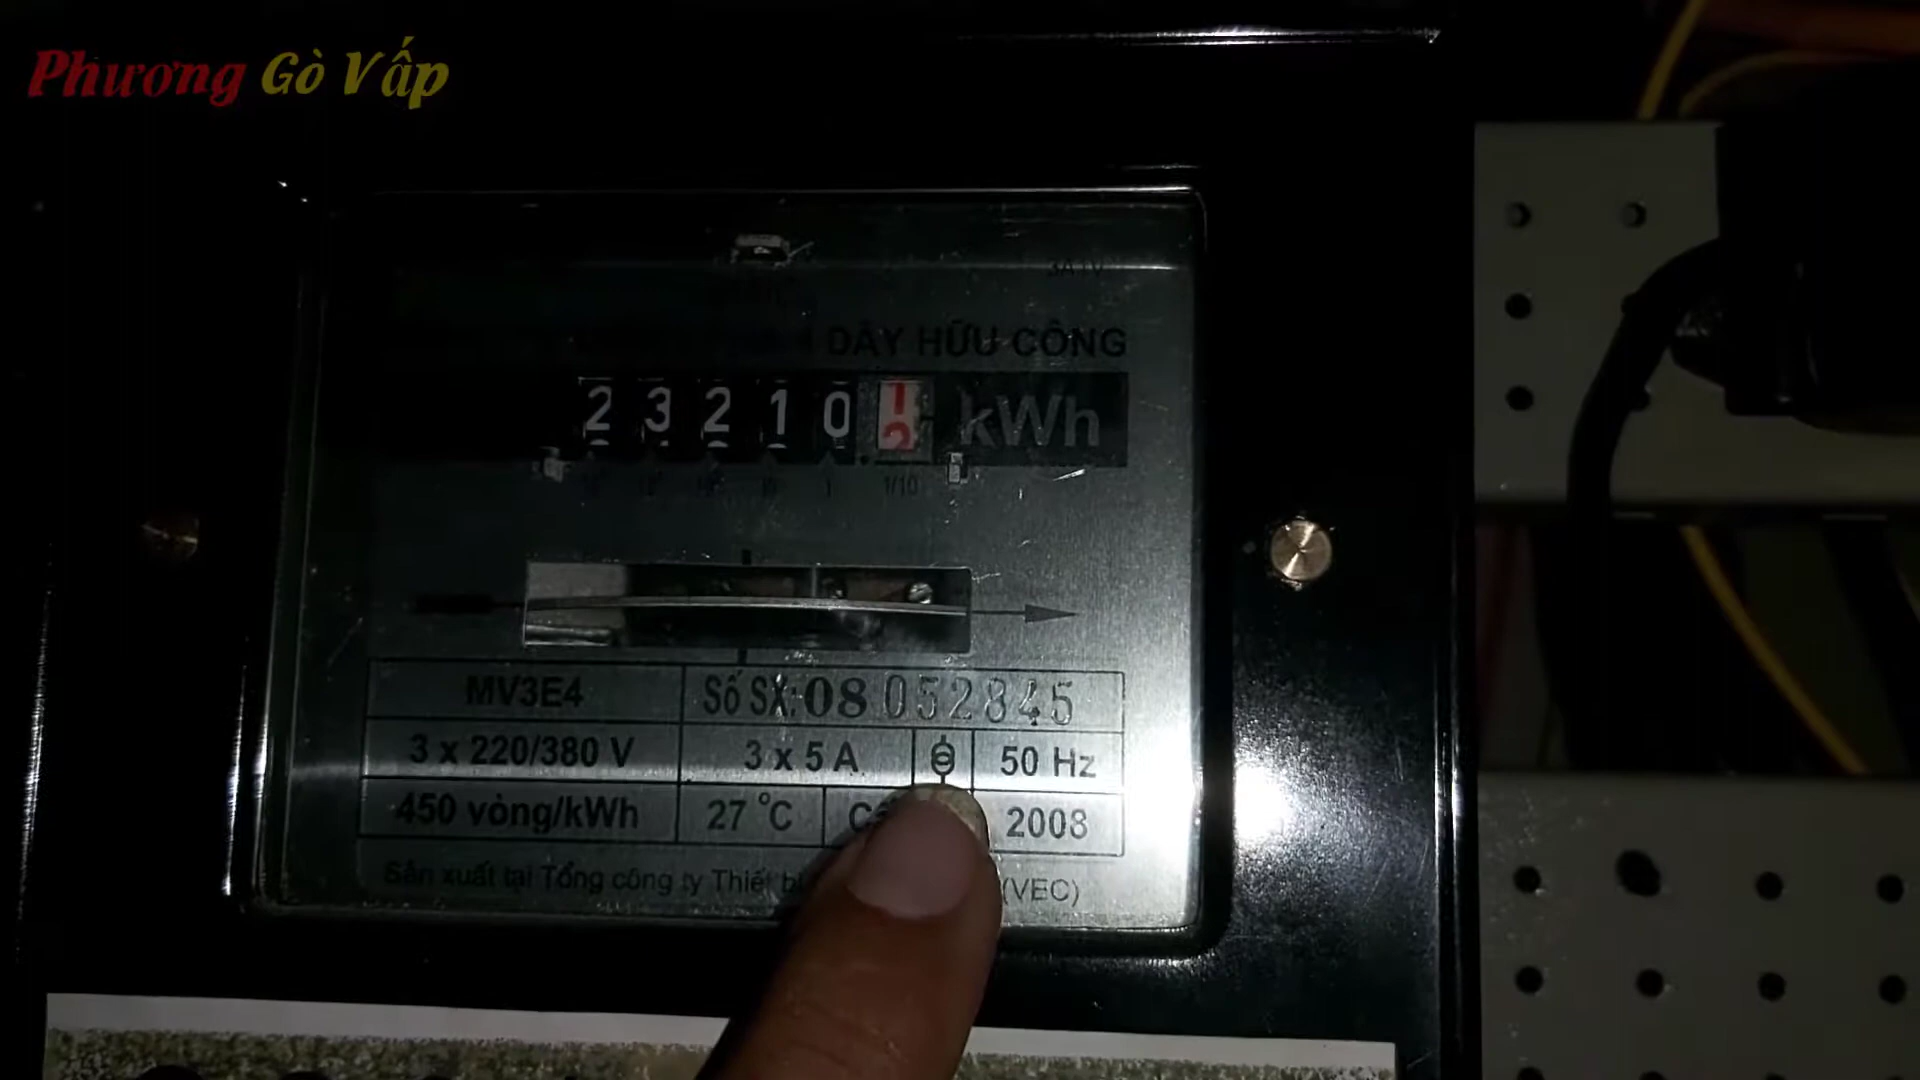 Phương Gò Vấp
4 DÂY HỮU CÔNG
2 3 2 1 0 1 kWh
2
1/10
MV3E4 Số SX: 08 052845
3 x 220/380 V 3 x 5 A 50 Hz
450 vòng/kWh 27 °C 2008
Sản xuất tại Tổng công ty Thiết (VEC)